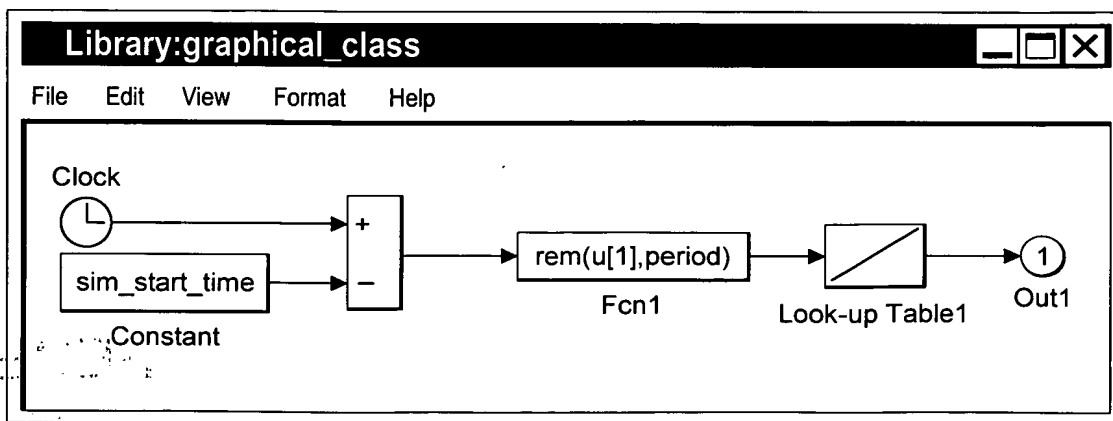 Library:graphical_class
File Edit View Format Help
Clock
+
sim_start_time
−
Constant
rem(u[1],period)
Fcn1
Look-up Table1
1
Out1